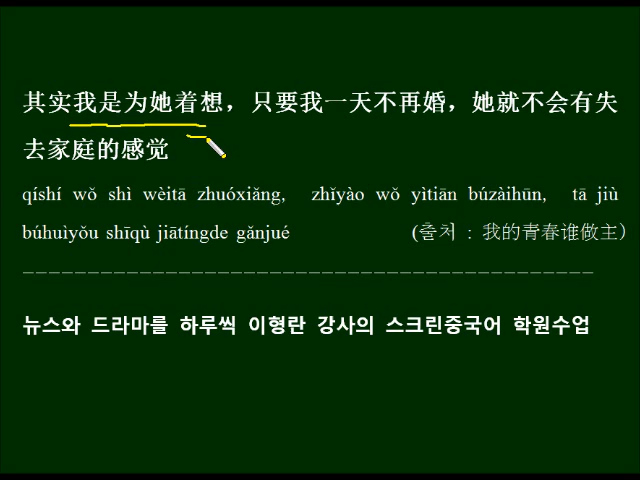 其实我是为她着想，只要我一天不再婚，她就不会有失
去家庭的感觉
qíshí wǒ shì wèitā zhuóxiǎng, zhǐyào wǒ yìtiān búzàihūn, tā jiù
búhuìyǒu shīqù jiātíngde gǎnjué (출처 : 我的青春谁做主)
뉴스와 드라마를 하루씩 이형란 강사의 스크린중국어 학원수업